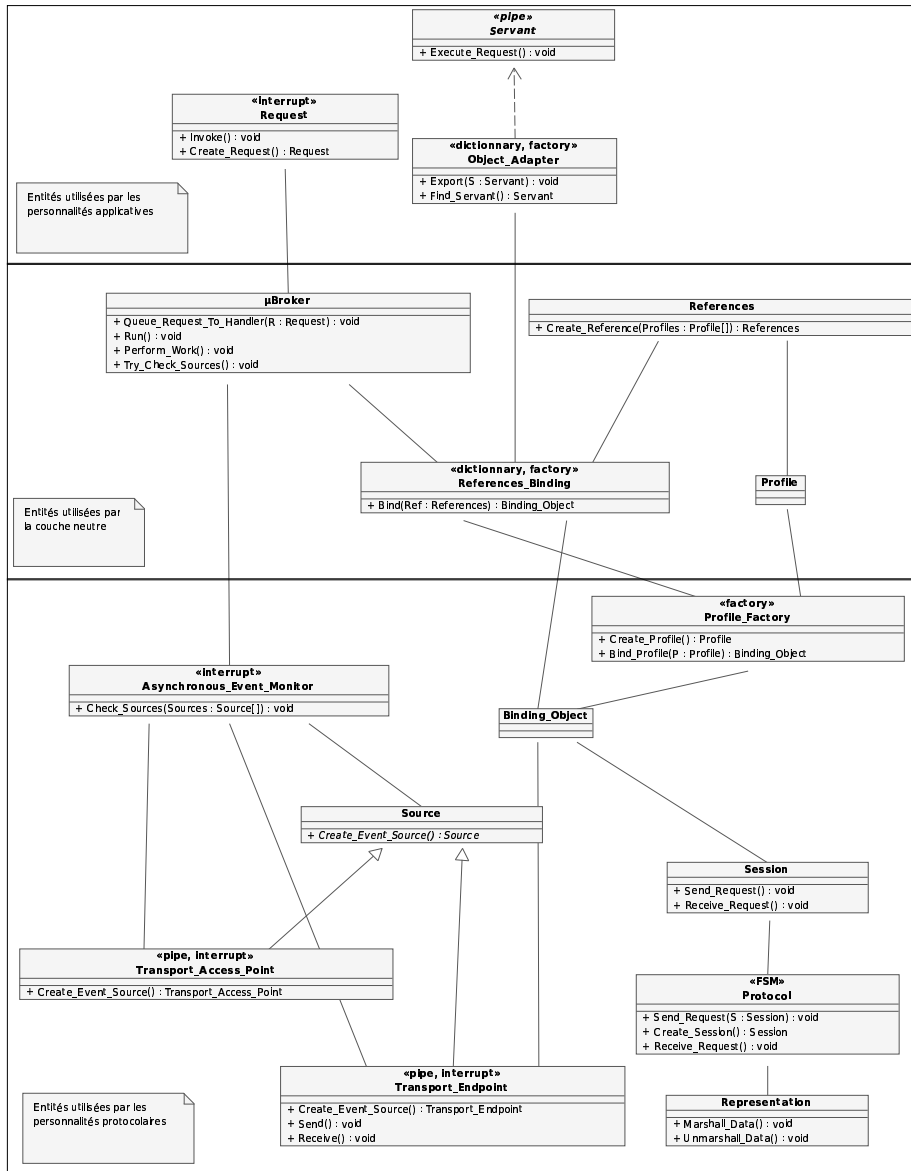 «pipe»
Servant
+ Execute_Request() : void
«interrupt»
Request
+ Invoke() : void
+ Create_Request() : Request
«dictionnary, factory»
Object_Adapter
+ Export(S : Servant) : void
+ Find_Servant() : Servant
Entités utilisées par les
personnalités applicatives
µBroker
+ Queue_Request_To_Handler(R : Request) : void
+ Run() : void
+ Perform_Work() : void
+ Try_Check_Sources() : void
References
+ Create_Reference(Profiles : Profile[]) : References
«dictionnary, factory»
References_Binding
+ Bind(Ref : References) : Binding_Object
Profile
Entités utilisées par
la couche neutre
«factory»
Profile_Factory
+ Create_Profile() : Profile
+ Bind_Profile(P : Profile) : Binding_Object
«interrupt»
Asynchronous_Event_Monitor
+ Check_Sources(Sources : Source[]) : void
Binding_Object
Source
+ Create_Event_Source() : Source
Session
+ Send_Request() : void
+ Receive_Request() : void
«pipe, interrupt»
Transport_Access_Point
+ Create_Event_Source() : Transport_Access_Point
«FSM»
Protocol
+ Send_Request(S : Session) : void
+ Create_Session() : Session
+ Receive_Request() : void
«pipe, interrupt»
Transport_Endpoint
+ Create_Event_Source() : Transport_Endpoint
+ Send() : void
+ Receive() : void
Representation
+ Marshall_Data() : void
+ Unmarshall_Data() : void
Entités utilisées par les
personnalités protocolaires